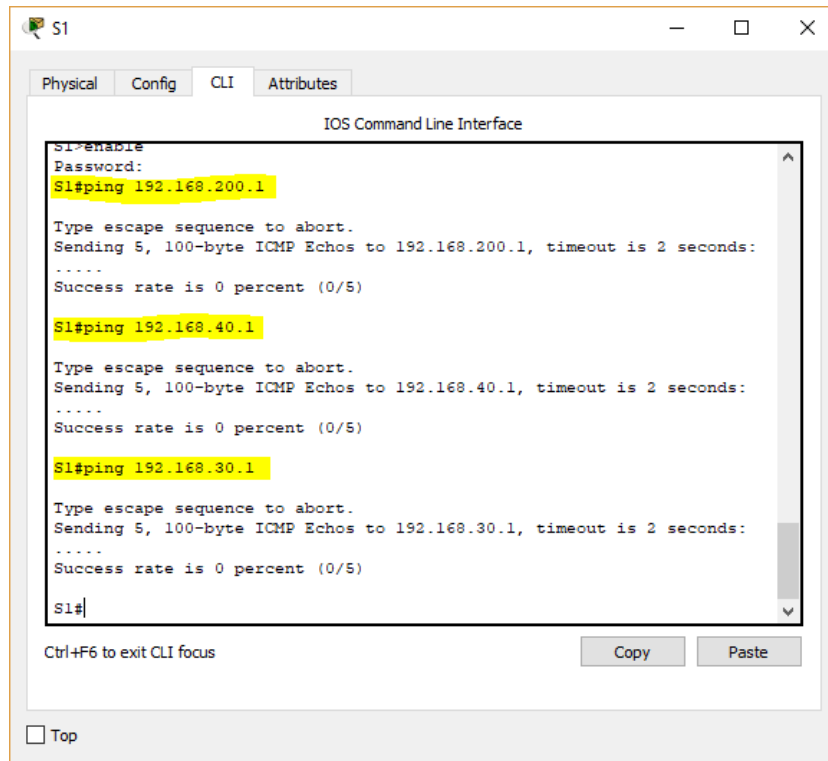 S1
Physical Config CLI Attributes
IOS Command Line Interface
S1>enable
Password:
S1#ping 192.168.200.1
Type escape sequence to abort.
Sending 5, 100-byte ICMP Echos to 192.168.200.1, timeout is 2 seconds:
.....
Success rate is 0 percent (0/5)
S1#ping 192.168.40.1
Type escape sequence to abort.
Sending 5, 100-byte ICMP Echos to 192.168.40.1, timeout is 2 seconds:
.....
Success rate is 0 percent (0/5)
S1#ping 192.168.30.1
Type escape sequence to abort.
Sending 5, 100-byte ICMP Echos to 192.168.30.1, timeout is 2 seconds:
.....
Success rate is 0 percent (0/5)
S1#
Ctrl+F6 to exit CLI focus Copy Paste
Top